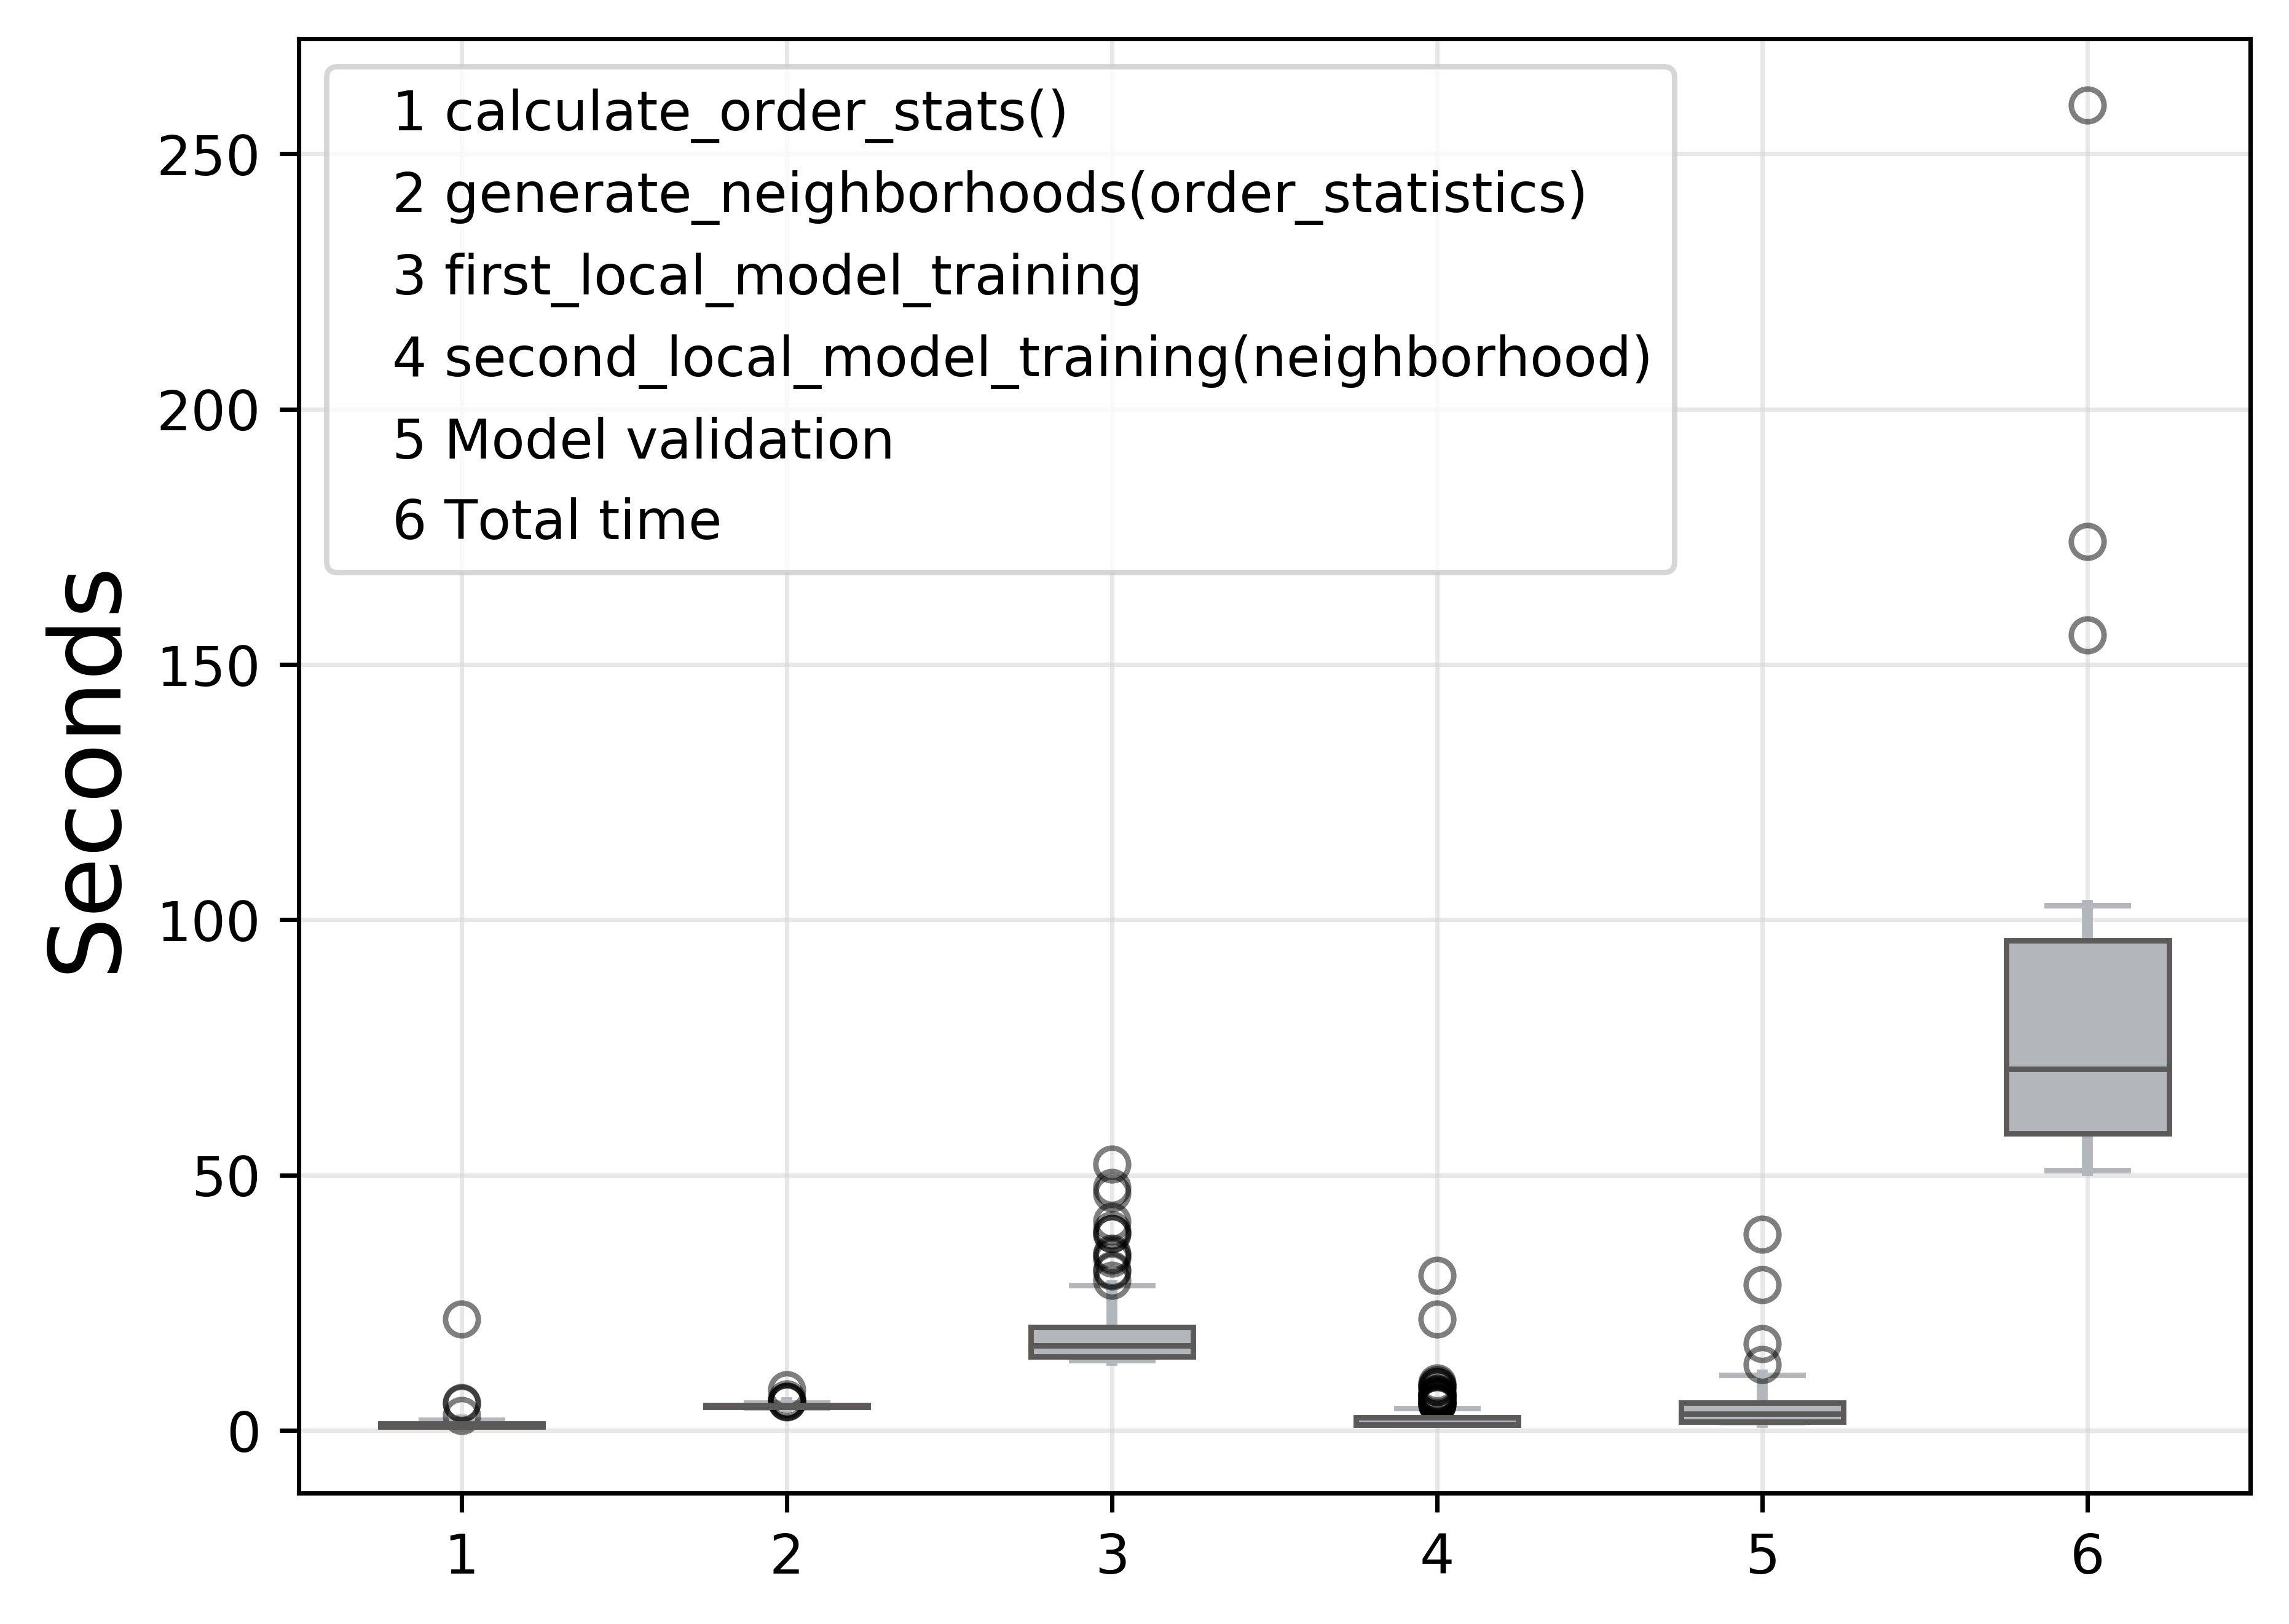 1 calculate_order_stats()
2 generate_neighborhoods(order_statistics)
3 first_local_model_training
4 second_local_model_training(neighborhood)
5 Model validation
6 Total time
Seconds
250
200
150
100
50
0
1 2 3 4 5 6